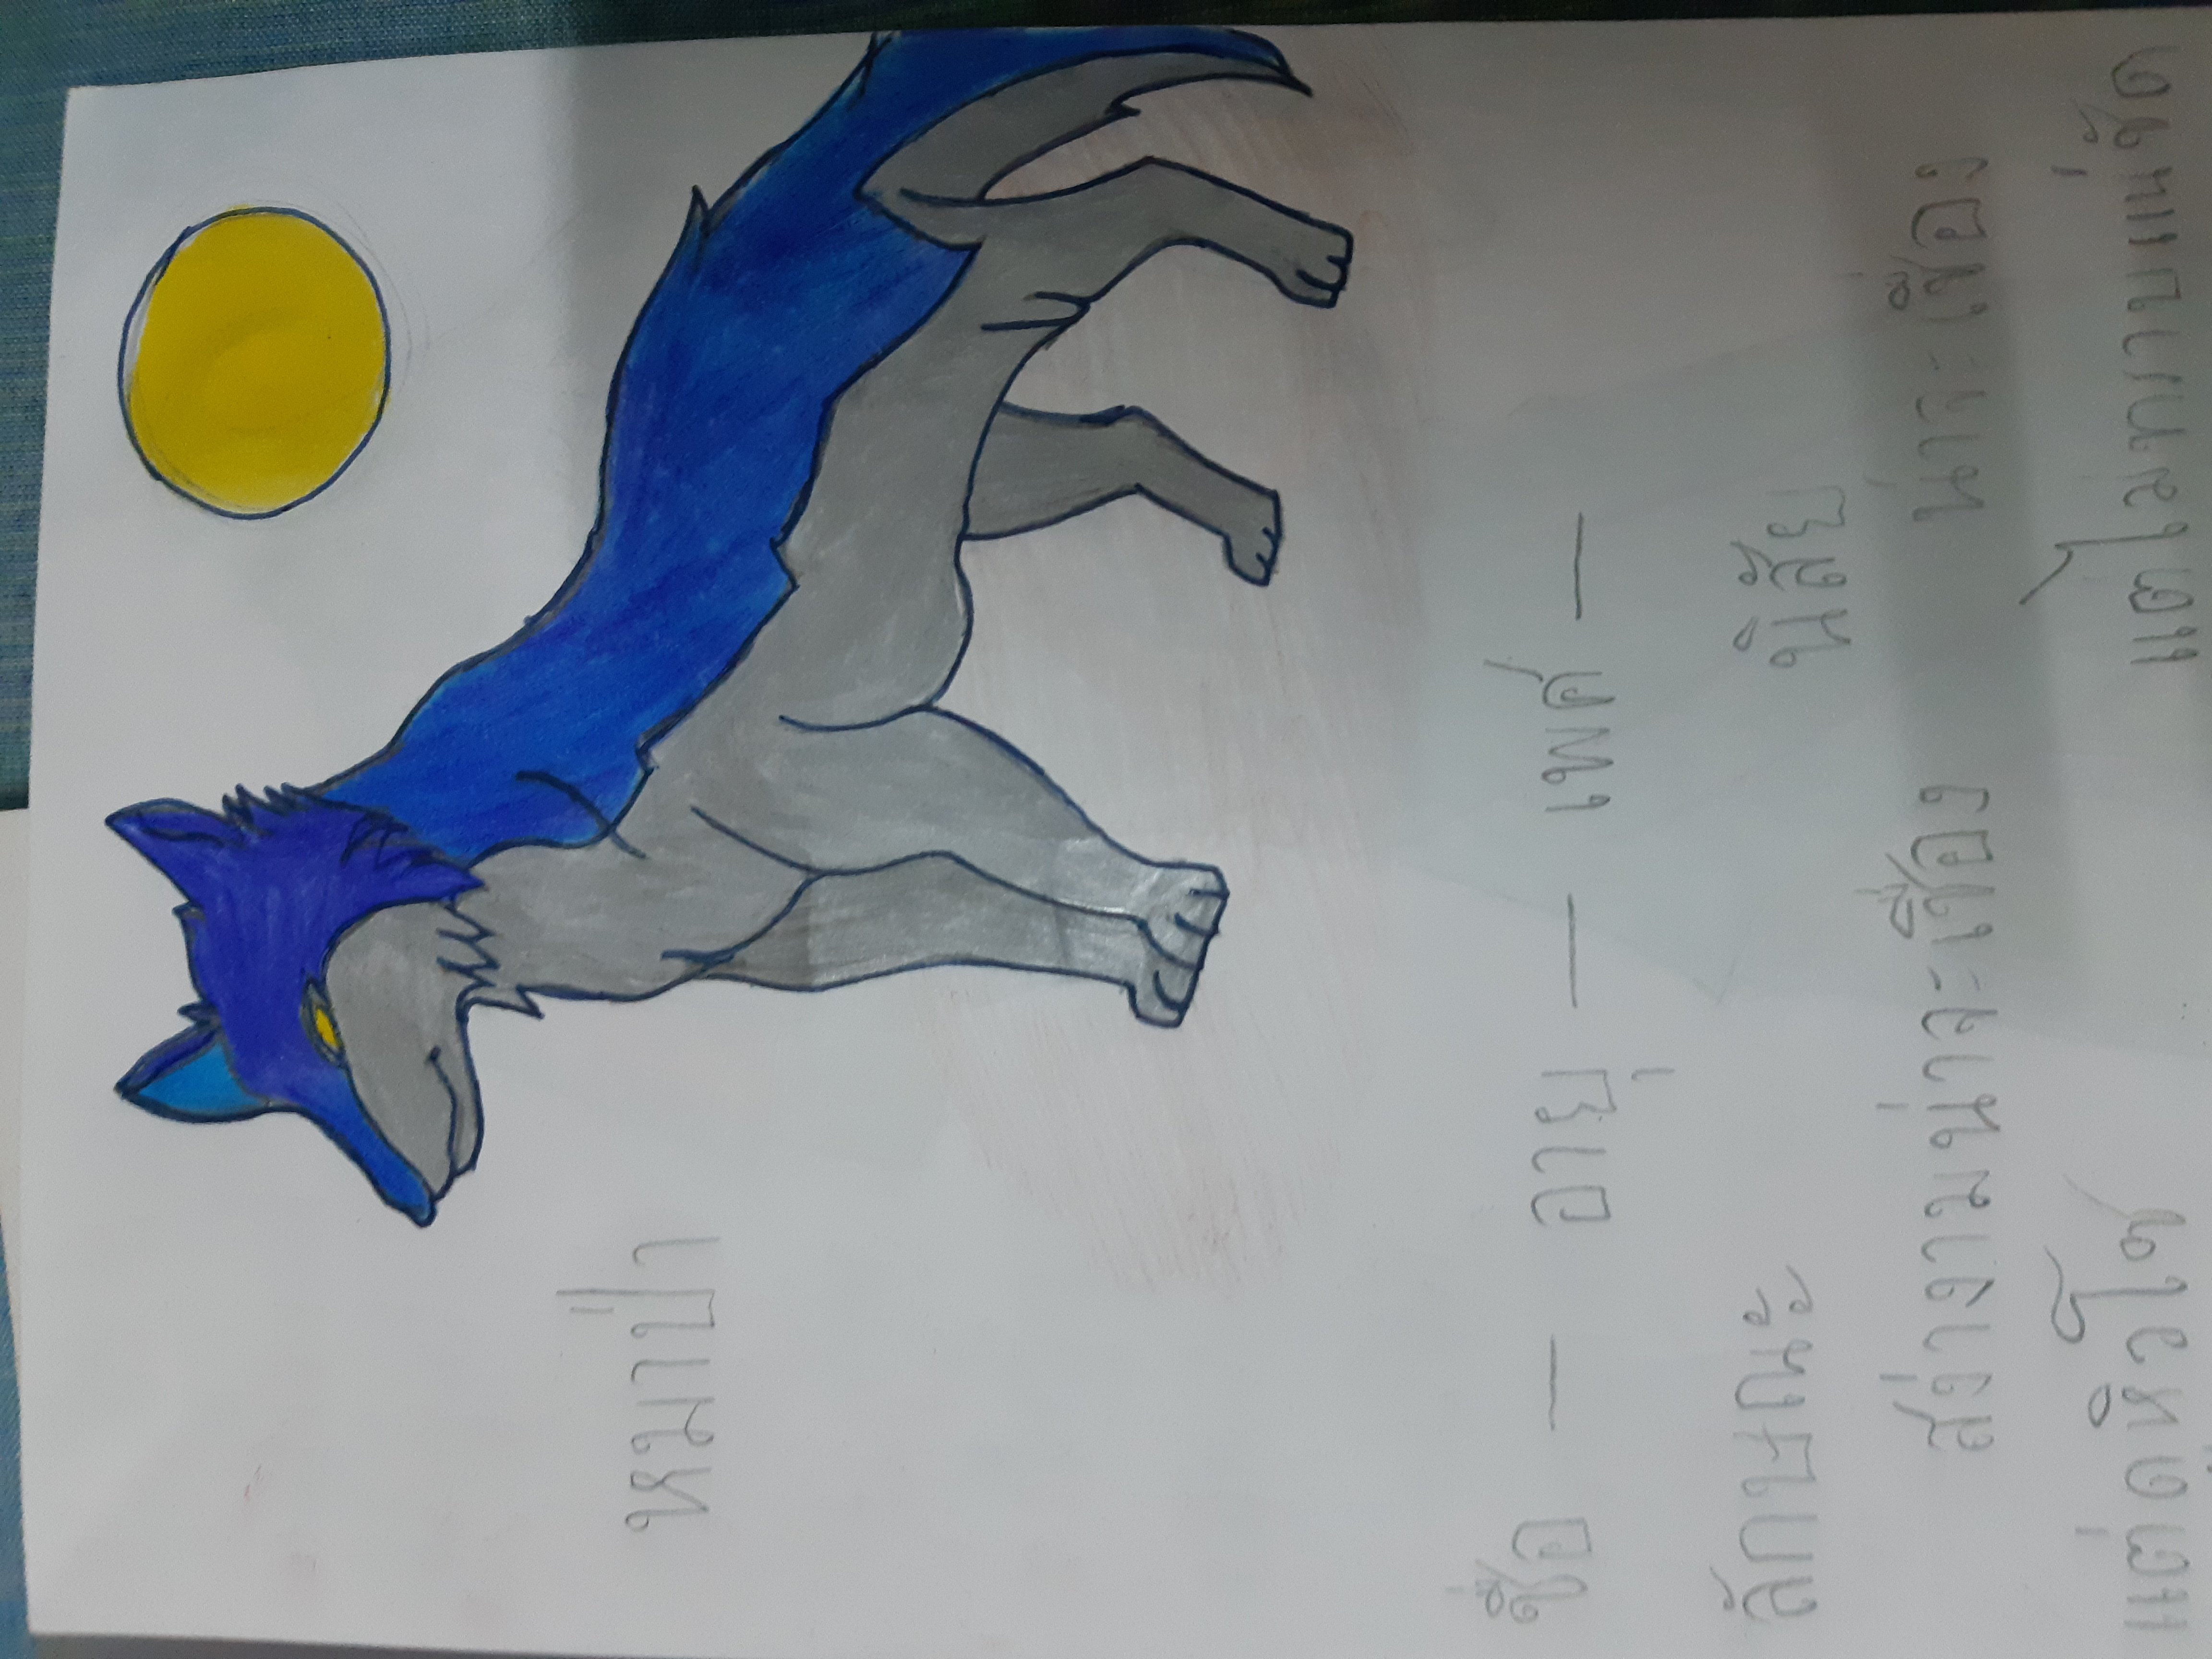 หมาป่า
ชื่อ — อายุ — เพศ —
ลักษณะ
นิสัย
สง่างามน่าจะเชื่อง
น่าจะเชื่อง
แต่ดูหิวโซ
แต่ไม่ทราบแน่ชัด